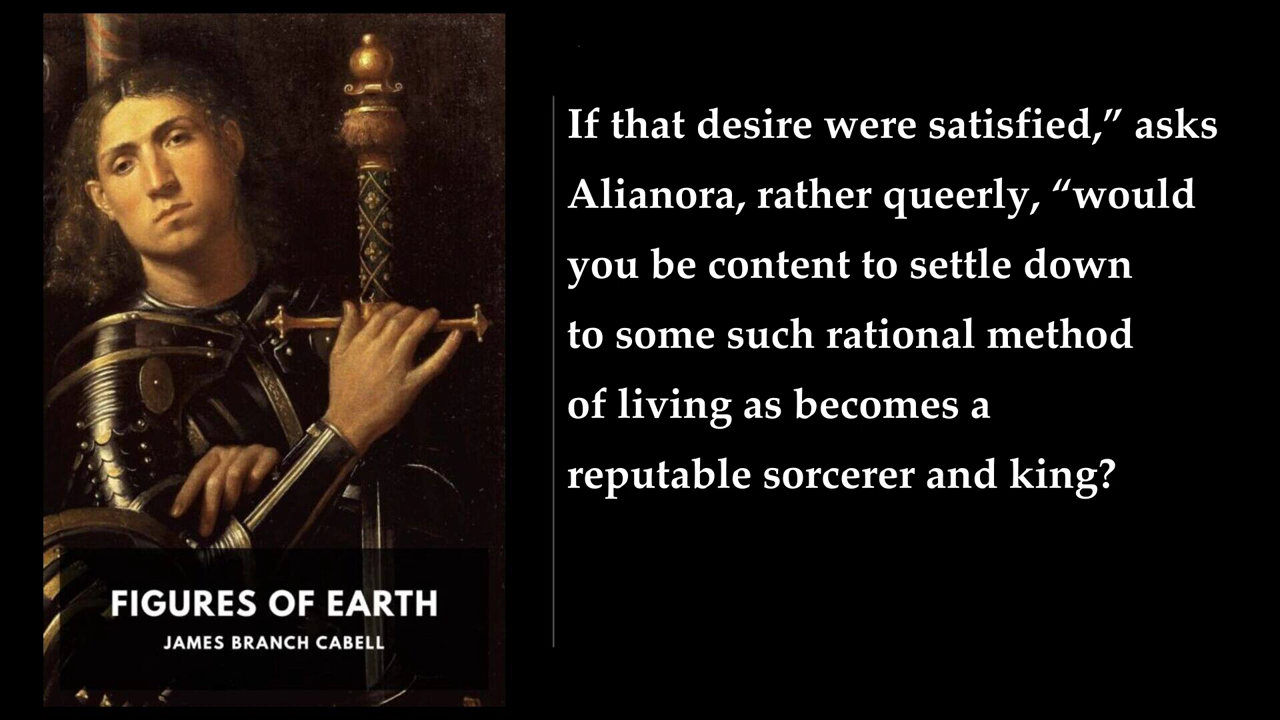 FIGURES OF EARTH
JAMES BRANCH CABELL
If that desire were satisfied,” asks
Alianora, rather queerly, “would
you be content to settle down
to some such rational method
of living as becomes a
reputable sorcerer and king?